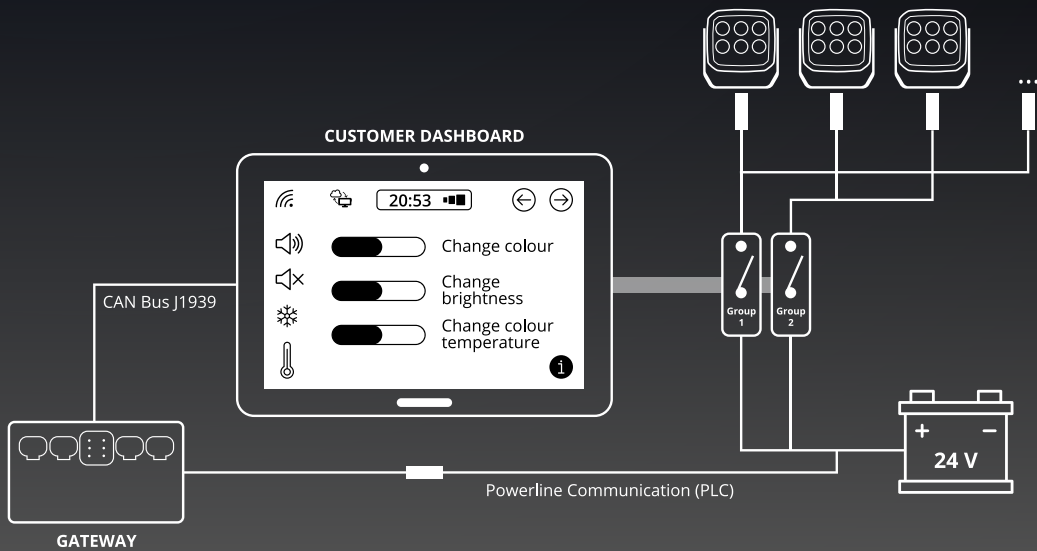 ...
CUSTOMER DASHBOARD
20:53
Change colour
Change
brightness
Change colour
temperature
i
CAN Bus J1939
Group
1
Group
2
+ −
24 V
Powerline Communication (PLC)
GATEWAY